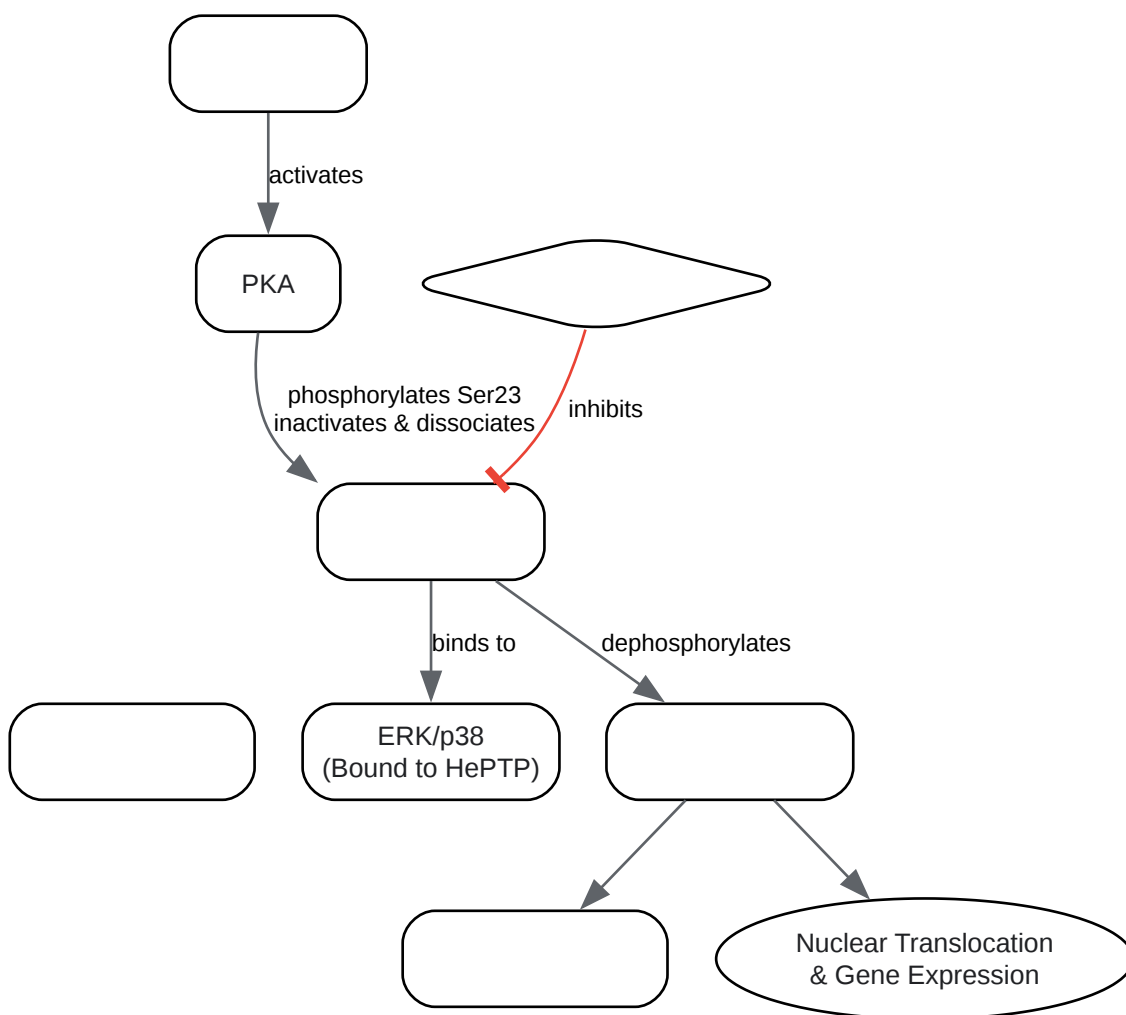 activates
PKA
phosphorylates Ser23
inactivates & dissociates
inhibits
binds to
dephosphorylates
ERK/p38
(Bound to HePTP)
Nuclear Translocation
& Gene Expression